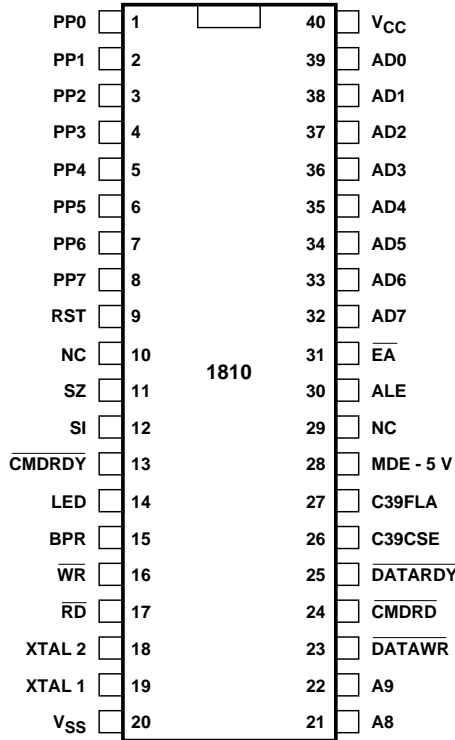 PP0 1 40 VCC
PP1 2 39 AD0
PP2 3 38 AD1
PP3 4 37 AD2
PP4 5 36 AD3
PP5 6 35 AD4
PP6 7 34 AD5
PP7 8 33 AD6
RST 9 32 AD7
NC 10 31 EA
1810
SZ 11 30 ALE
SI 12 29 NC
CMDRDY 13 28 MDE - 5 V
LED 14 27 C39FLA
BPR 15 26 C39CSE
WR 16 25 DATARDY
RD 17 24 CMDRD
XTAL 2 18 23 DATAWR
XTAL 1 19 22 A9
VSS 20 21 A8